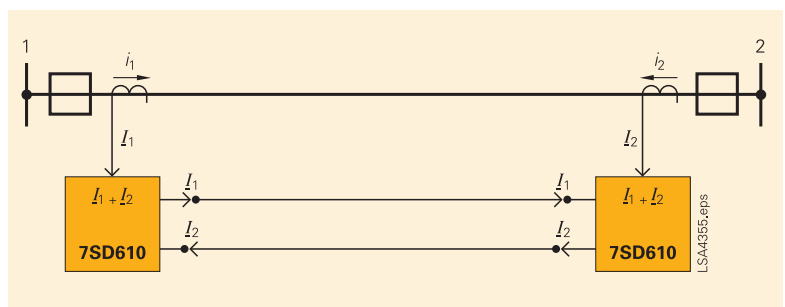 1
2
i₁
i₂
I₁
I₂
I₁ + I₂
7SD610
I₁
I₂
I₁
I₂
I₁ + I₂
7SD610
LSA4355.eps